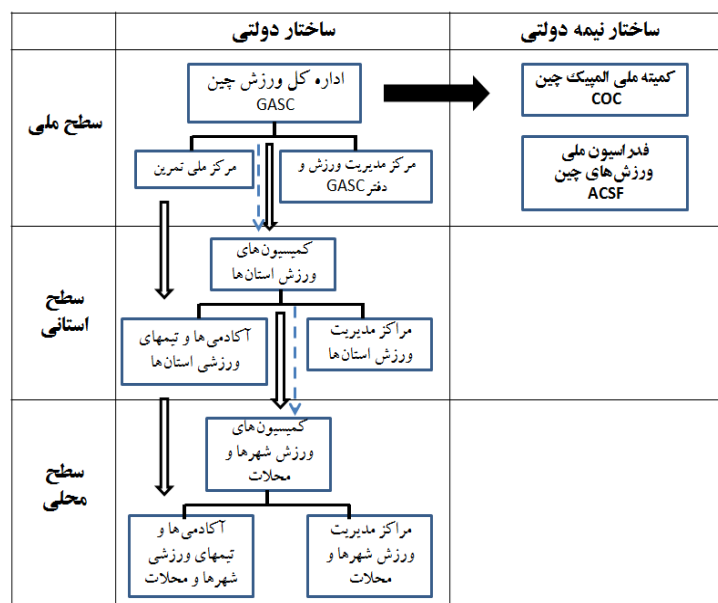 ساختار دولتی
ساختار نیمه دولتی
سطح ملی
اداره کل ورزش چین
GASC
مرکز ملی تمرین
مرکز مدیریت ورزش و
دفتر GASC
کمیته ملی المپیک چین
COC
فدراسیون ملی
ورزش‌های چین
ACSF
سطح
استانی
کمیسیون‌های
ورزش استان‌ها
آکادمی‌ها و تیمهای
ورزشی استان‌ها
مراکز مدیریت
ورزش استان‌ها
سطح
محلی
کمیسیون‌های
ورزش شهرها و
محلات
آکادمی‌ها و
تیمهای ورزشی
شهرها و محلات
مراکز مدیریت
ورزش شهرها و
محلات